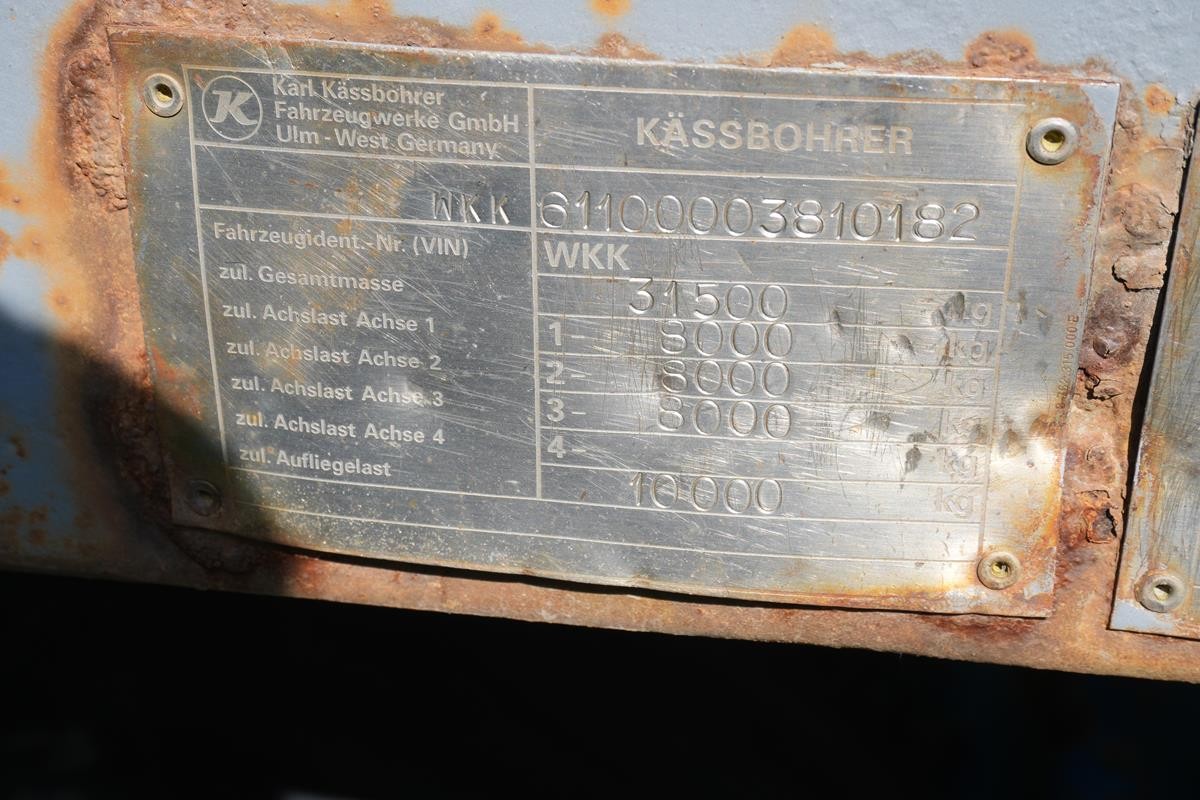 K
Karl Kässbohrer
Fahrzeugwerke GmbH
Ulm - West Germany
KÄSSBOHRER
WKK 61100003810182
Fahrzeugident.-Nr. (VIN) WKK
zul. Gesamtmasse 31500 kg
zul. Achslast Achse 1 1- 8000 kg
zul. Achslast Achse 2 2- 8000 kg
zul. Achslast Achse 3 3- 8000 kg
zul. Achslast Achse 4 4- kg
zul. Aufliegelast 10000 kg